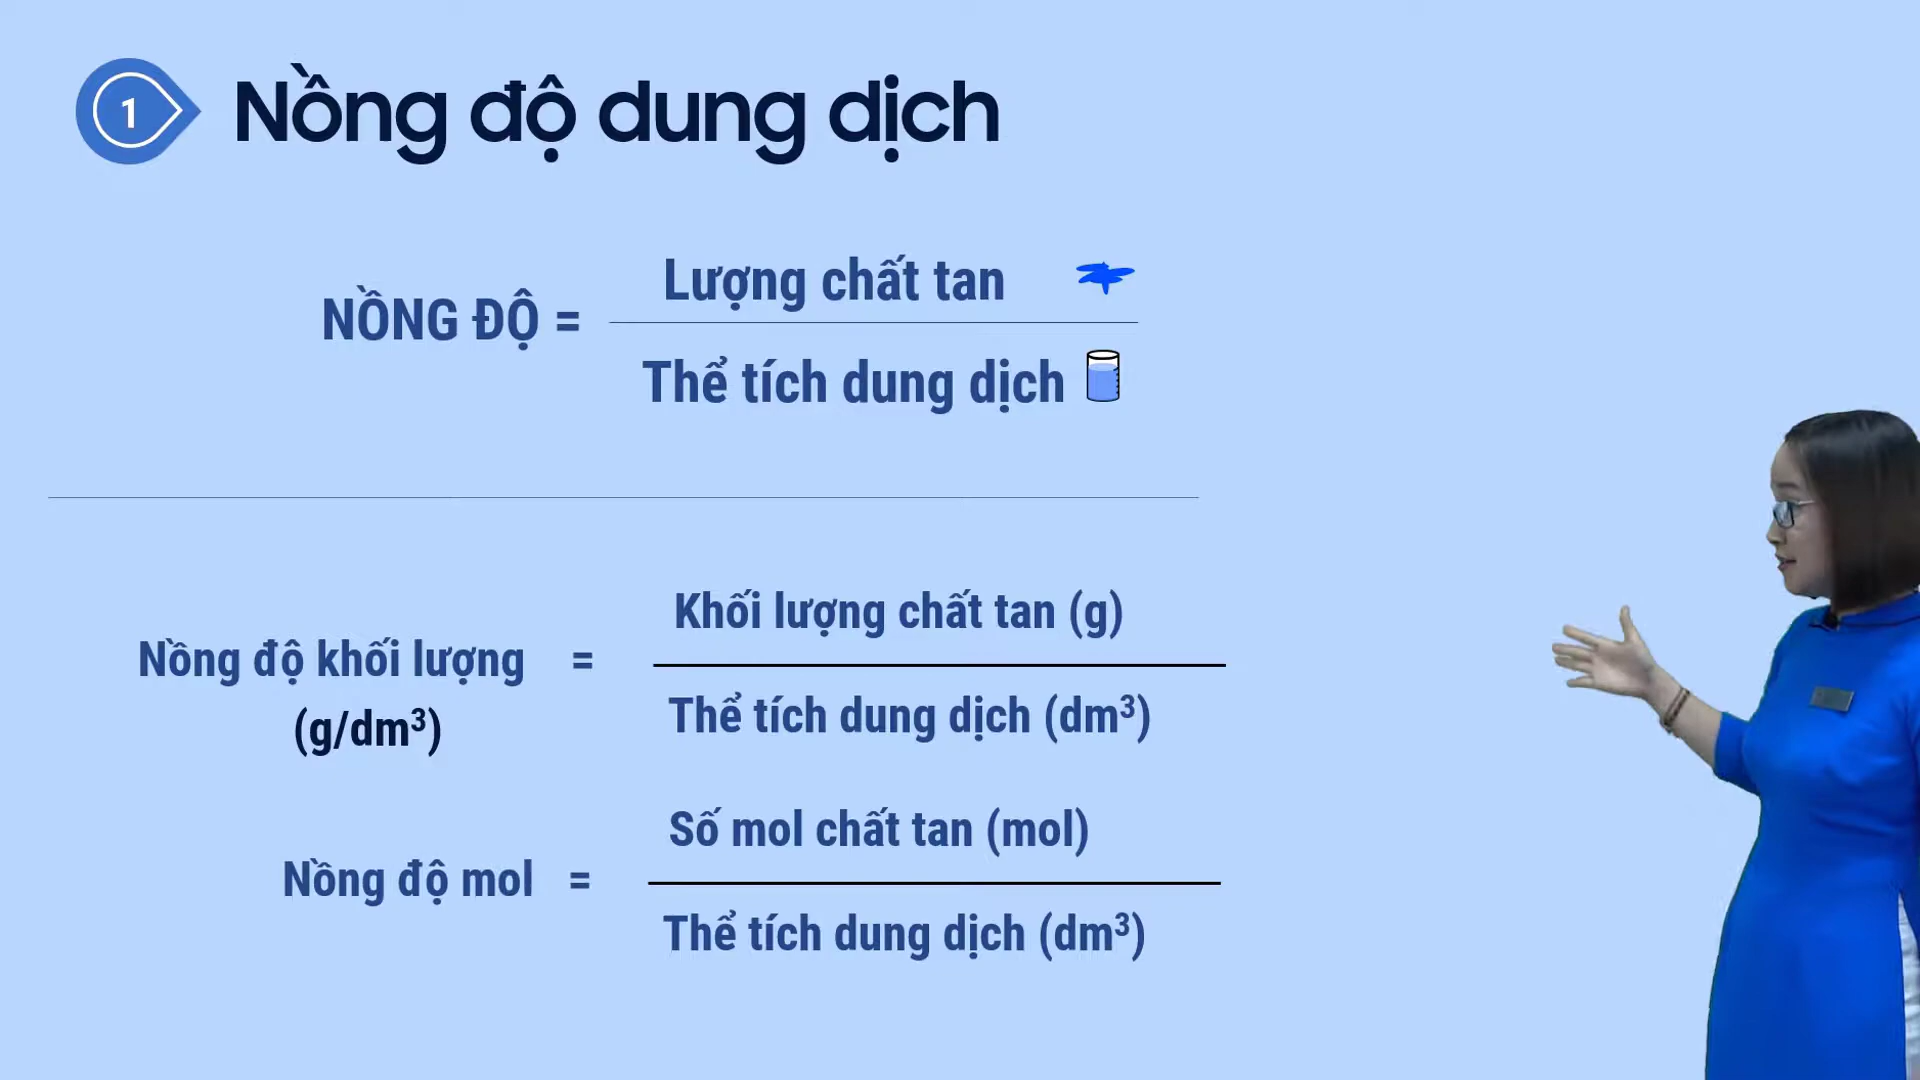 1 Nồng độ dung dịch
Lượng chất tan
NỒNG ĐỘ =
Thể tích dung dịch
Khối lượng chất tan (g)
Nồng độ khối lượng =
(g/dm³)
Thể tích dung dịch (dm³)
Số mol chất tan (mol)
Nồng độ mol =
Thể tích dung dịch (dm³)